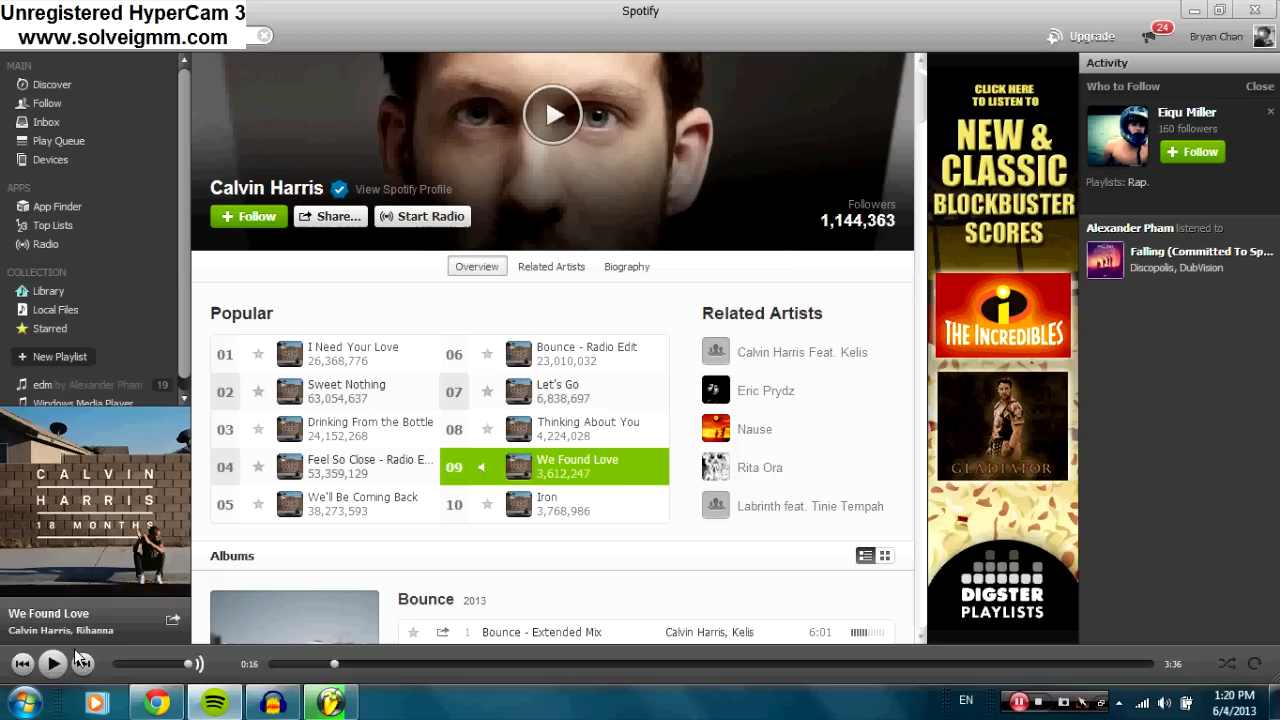 Unregistered HyperCam 3
www.solveigmm.com
Spotify
Upgrade
24
Bryan Chan
MAIN
Discover
Follow
Inbox
Play Queue
Devices
APPS
App Finder
Top Lists
Radio
COLLECTION
Library
Local Files
Starred
New Playlist
edm by Alexander Pham 19
Windows Media Player
CALVIN
HARRIS
18 MONTHS
We Found Love
Calvin Harris, Rihanna
Calvin Harris View Spotify Profile
Follow Share... Start Radio
Followers
1,144,363
Overview Related Artists Biography
Popular
01 I Need Your Love
26,368,776
02 Sweet Nothing
63,054,637
03 Drinking From the Bottle
24,152,268
04 Feel So Close - Radio E...
53,359,129
05 We'll Be Coming Back
38,273,593
06 Bounce - Radio Edit
23,010,032
07 Let's Go
6,838,697
08 Thinking About You
4,224,028
09 We Found Love
3,612,247
10 Iron
3,768,986
Related Artists
Calvin Harris Feat. Kelis
Eric Prydz
Nause
Rita Ora
Labrinth feat. Tinie Tempah
Albums
Bounce 2013
1 Bounce - Extended Mix Calvin Harris, Kelis 6:01
CLICK HERE
TO LISTEN TO
NEW &
CLASSIC
BLOCKBUSTER
SCORES
THE INCREDIBLES
GLADIATOR
DIGSTER
PLAYLISTS
Activity
Who to Follow Close
Eiqu Miller
160 followers
Follow
Playlists: Rap.
Alexander Pham listened to
Falling (Committed To Sp...
Discopolis, DubVision
0:16
3:36
EN
1:20 PM
6/4/2013